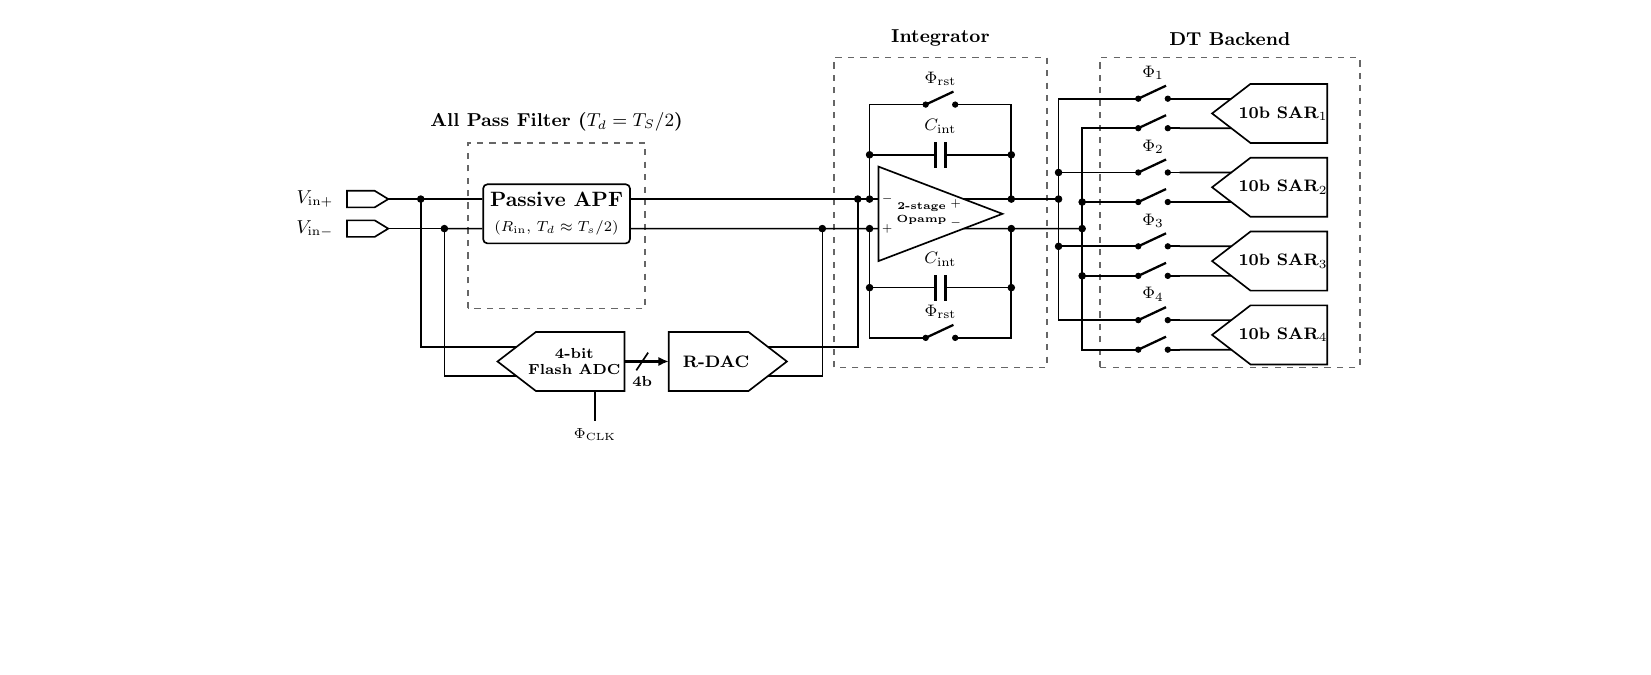 Integrator
DT Backend
Φrst
Φ1
All Pass Filter (Td = TS/2)
Cint
10b SAR1
Φ2
Vin+
Passive APF
−
2-stage
+
10b SAR2
Vin−
(Rin, Td ≈ Ts/2)
+
Opamp
−
Φ3
Cint
10b SAR3
Φrst
Φ4
4-bit
Flash ADC
4b
R-DAC
10b SAR4
ΦCLK